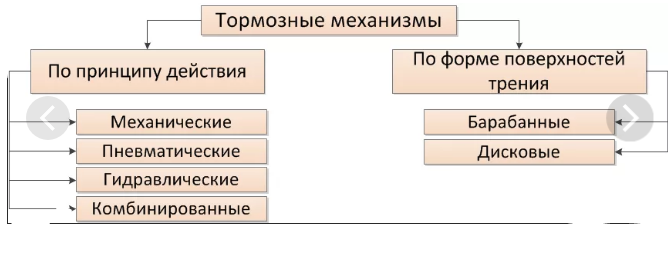 Тормозные механизмы
По принципу действия
Механические
Пневматические
Гидравлические
Комбинированные
По форме поверхностей
трения
Барабанные
Дисковые